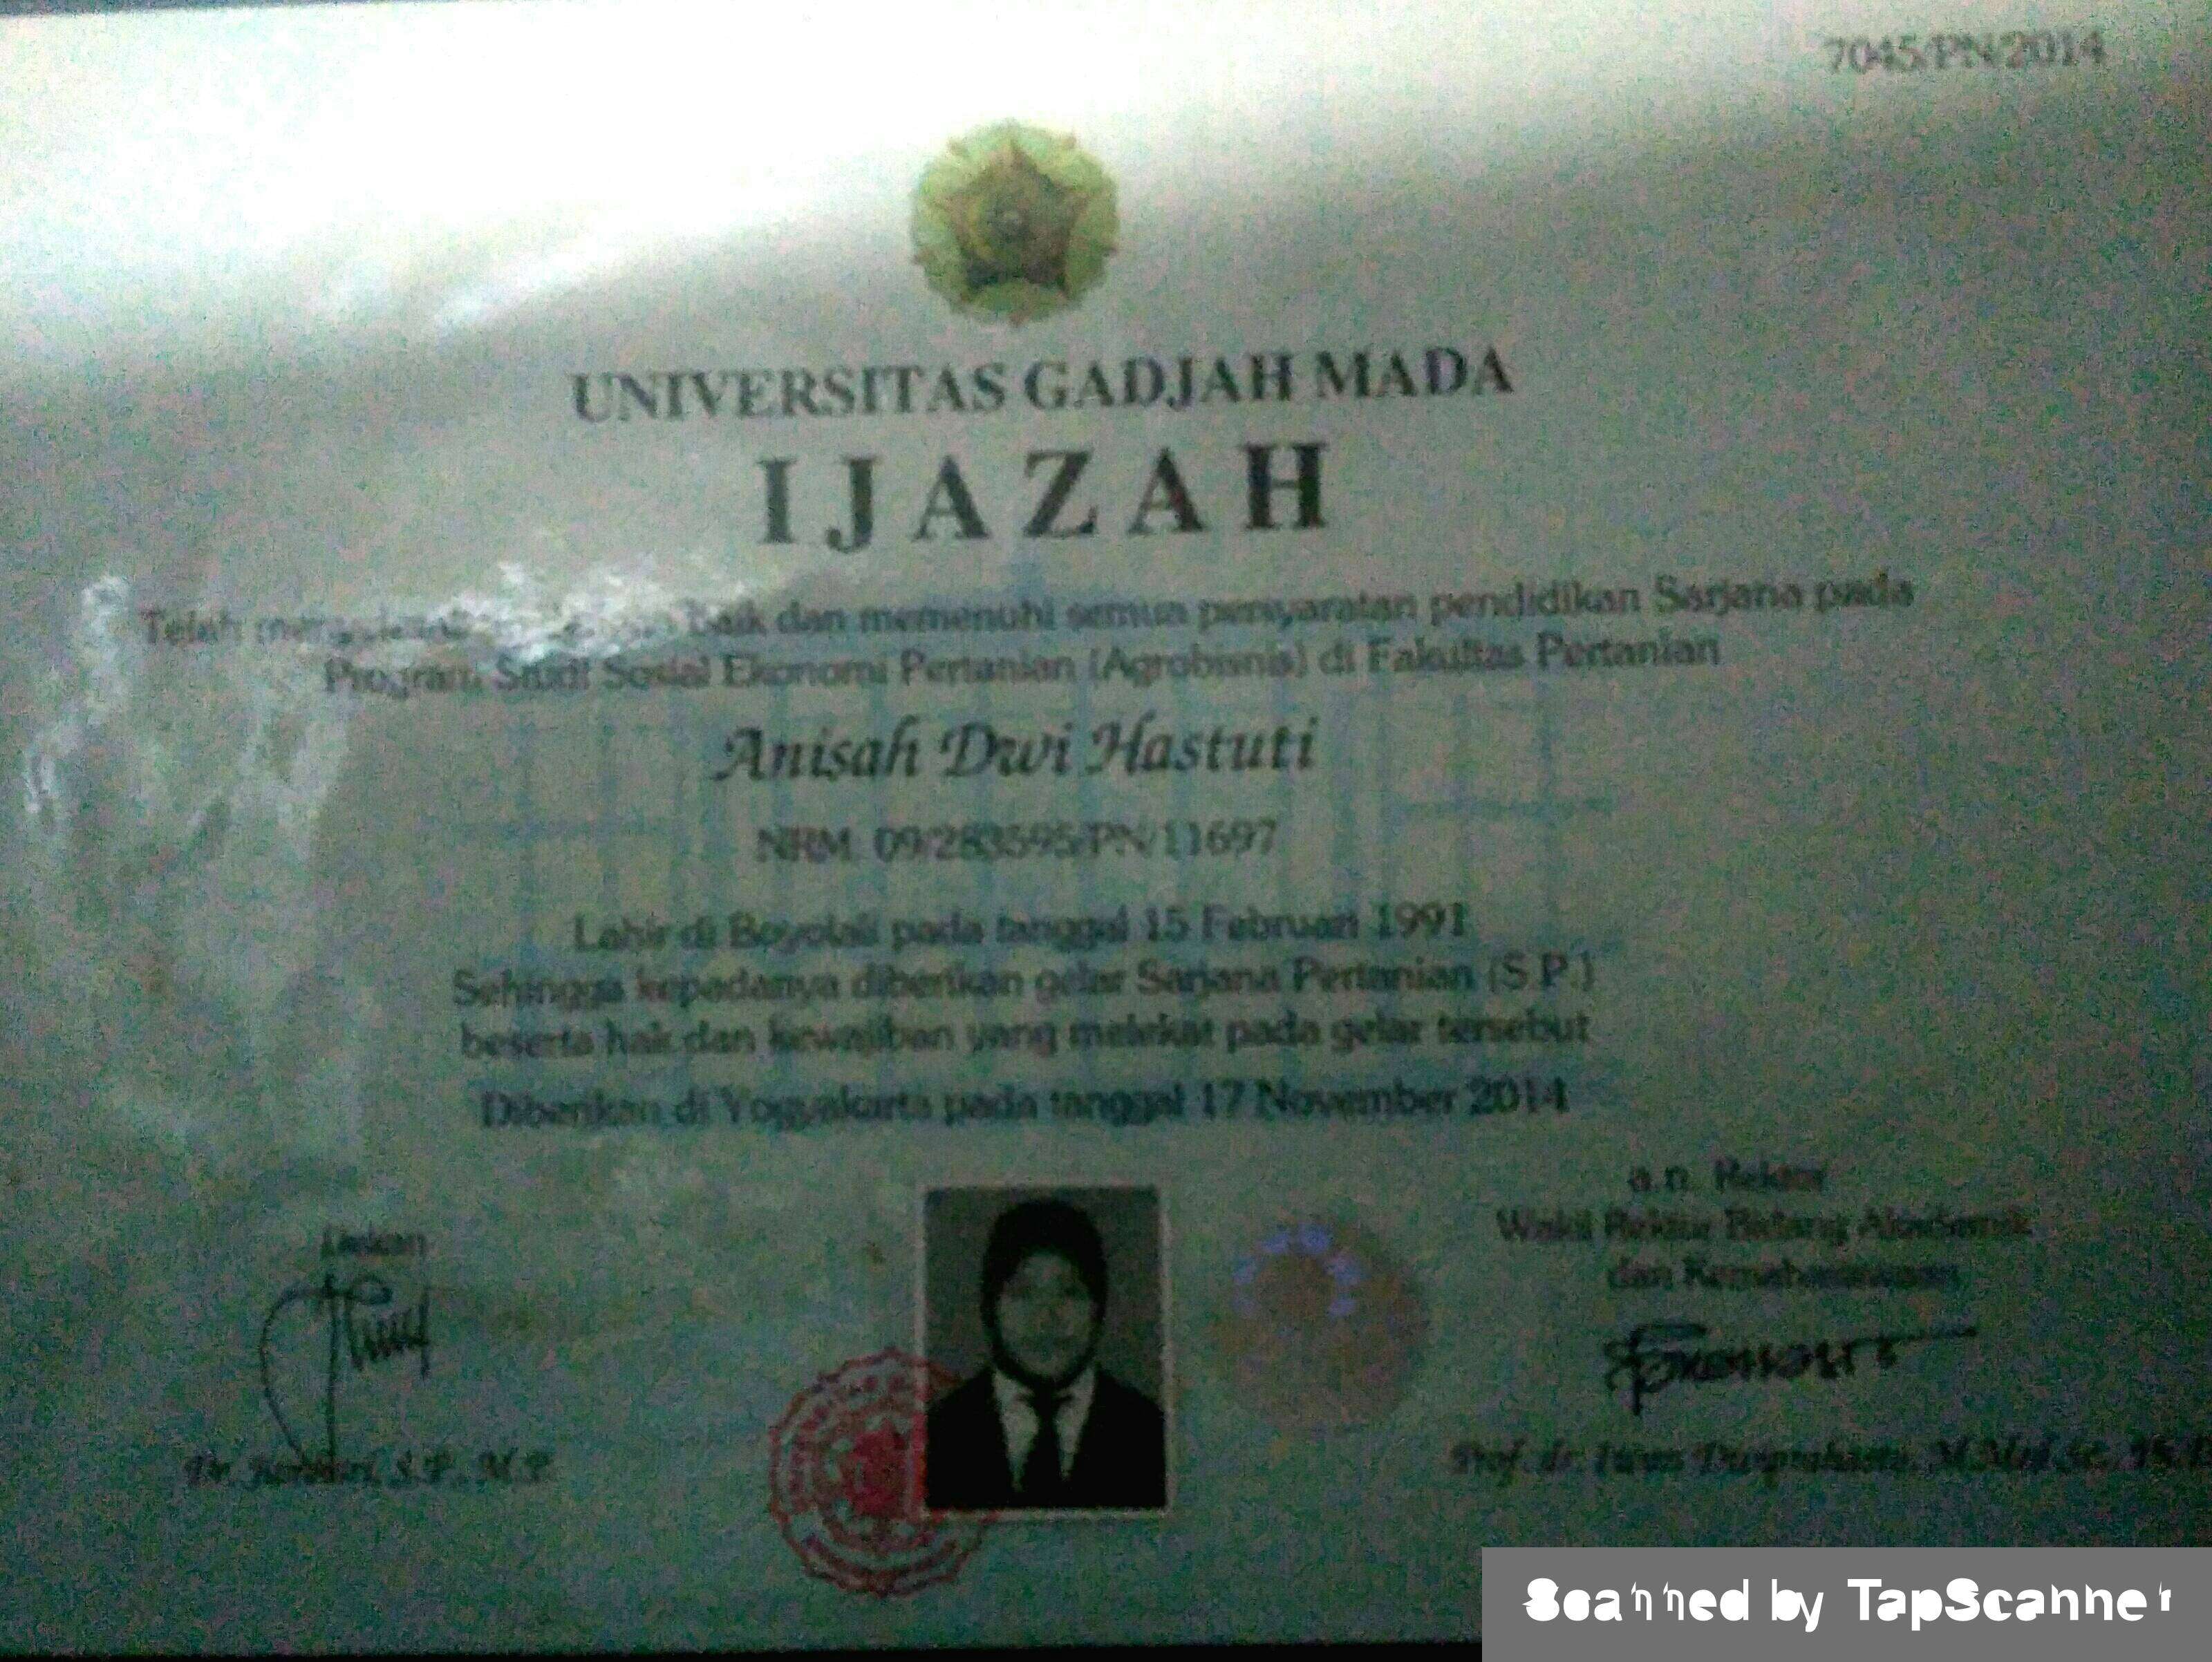 7045/PN/2014
UNIVERSITAS GADJAH MADA
IJAZAH
Telah baik dan memenuhi semua persyaratan pendidikan Sarjana pada
Program Studi Sosial Ekonomi Pertanian (Agrobisnis) di Fakultas Pertanian
Anisah Dwi Hastuti
NRM. 09/283595/PN/11697
Lahir di Boyolali pada tanggal 15 Februari 1991
Sehingga kepadanya diberikan gelar Sarjana Pertanian (S.P.)
beserta hak dan kewajiban yang melekat pada gelar tersebut
Diberikan di Yogyakarta pada tanggal 17 November 2014
a.n. Rektor
Wakil Rektor Bidang Akademik
dan Kemahasiswaan
Dekan
Dr. S.P., M.P.
Prof. dr. Iwan Dwiprahasto, M.Med.Sc.,
Scanned by TapScanner